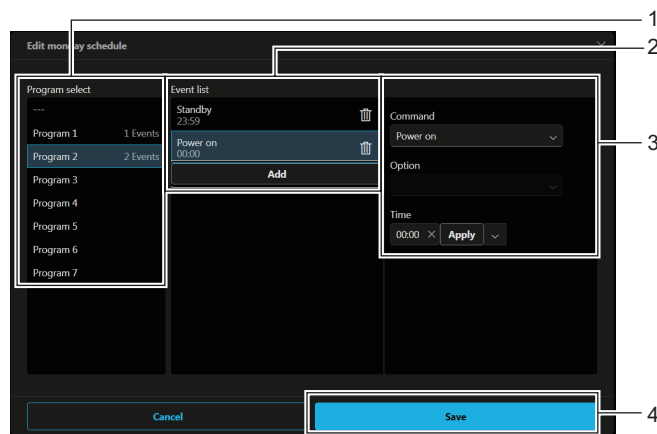 1
Edit monday schedule
2
Program select
---
Program 1 1 Events
Program 2 2 Events
Program 3
Program 4
Program 5
Program 6
Program 7
Event list
Standby
23:59
Power on
00:00
Add
Command
Power on
3
Option
Time
00:00 × Apply
Cancel
Save
4